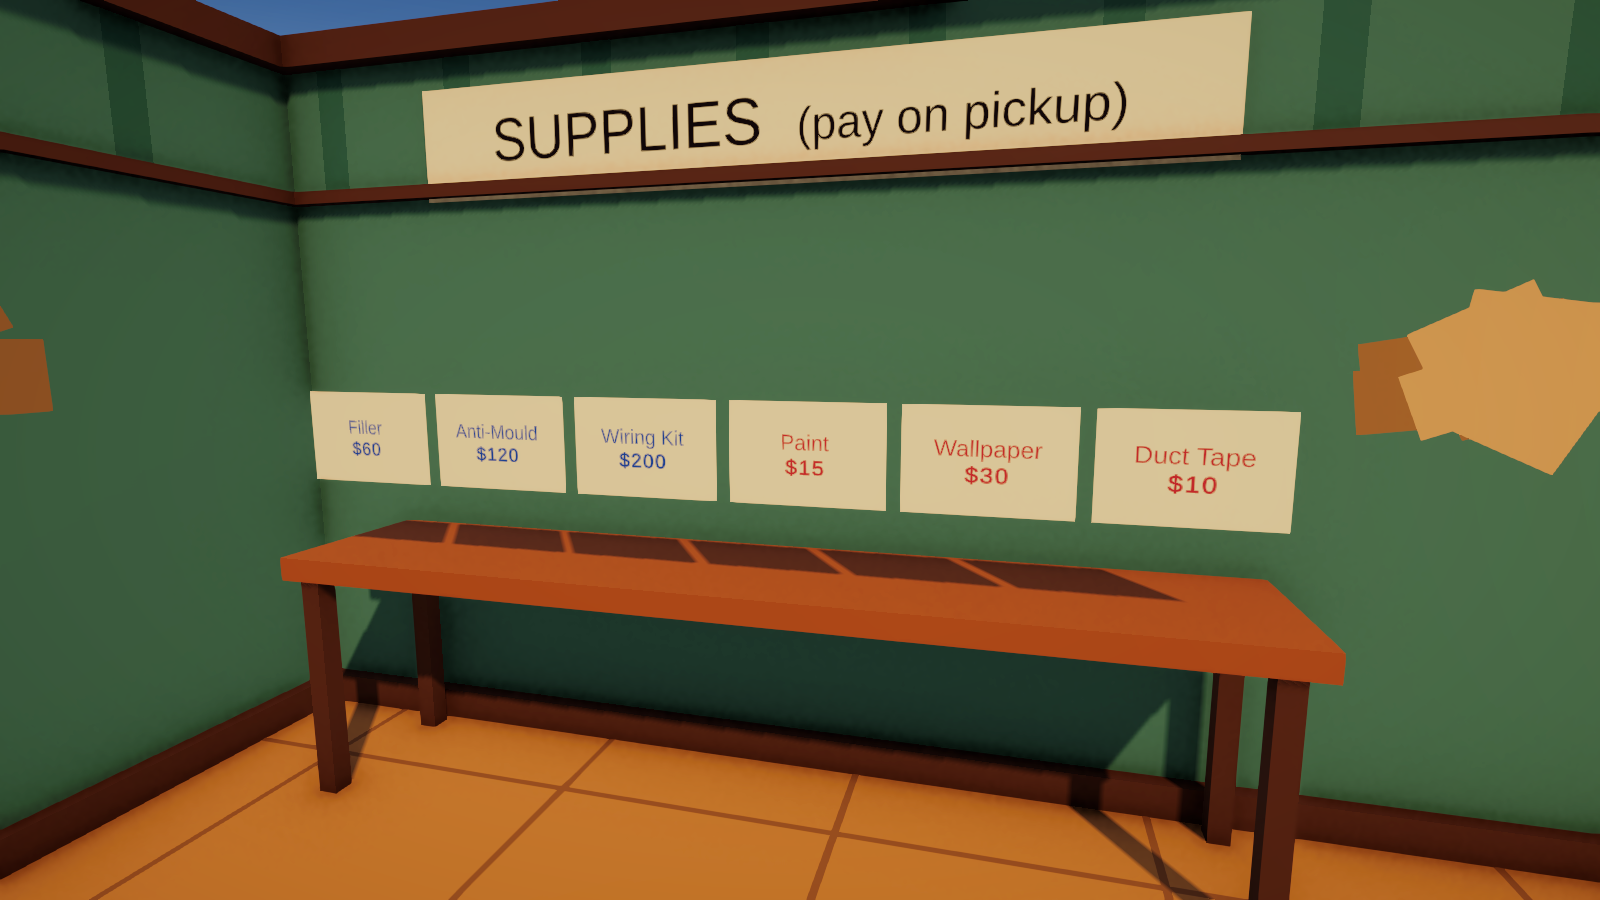 SUPPLIES (pay on pickup)
Filler
$60
Anti-Mould
$120
Wiring Kit
$200
Paint
$15
Wallpaper
$30
Duct Tape
$10